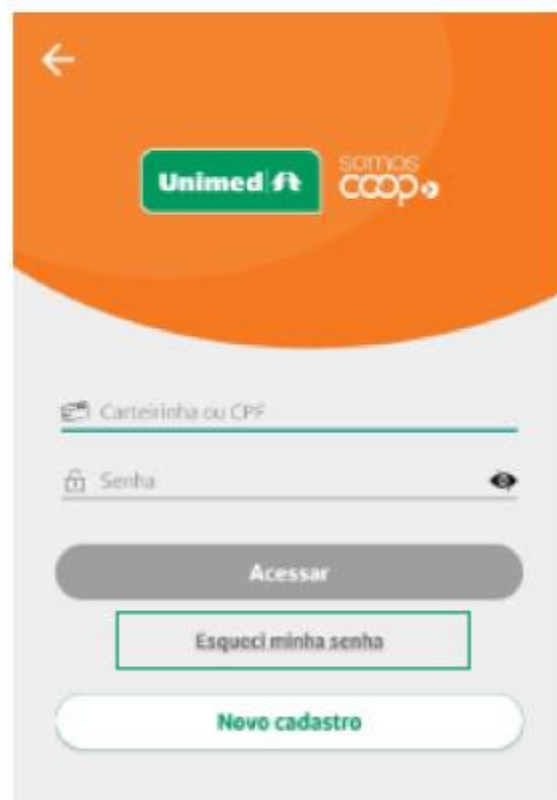 Unimed
somos
coop
Carteirinha ou CPF
Senha
Acessar
Esqueci minha senha
Novo cadastro